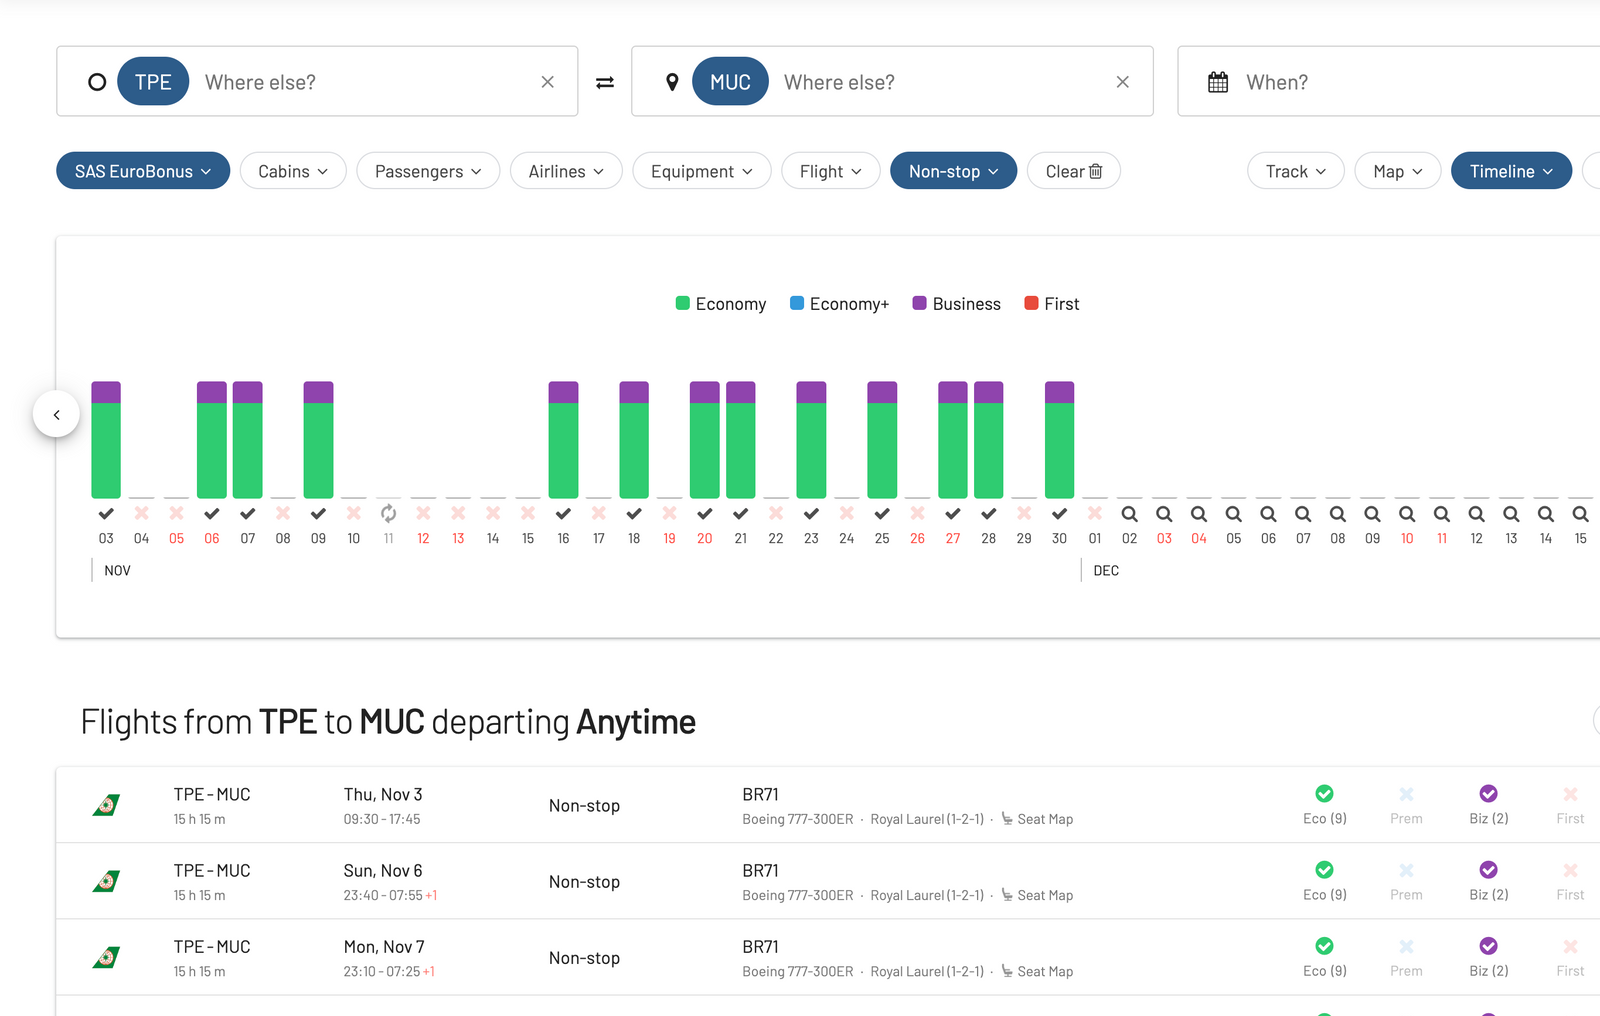 TPE Where else? MUC Where else? When?
SAS EuroBonus Cabins Passengers Airlines Equipment Flight Non-stop Clear Track Map Timeline
Economy Economy+ Business First
03 04 05 06 07 08 09 10 11 12 13 14 15 16 17 18 19 20 21 22 23 24 25 26 27 28 29 30 01 02 03 04 05 06 07 08 09 10 11 12 13 14 15
NOV DEC
Flights from TPE to MUC departing Anytime
TPE - MUC Thu, Nov 3 Non-stop BR71
15 h 15 m 09:30 - 17:45 Boeing 777-300ER · Royal Laurel (1-2-1) · Seat Map Eco (9) Prem Biz (2) First
TPE - MUC Sun, Nov 6 Non-stop BR71
15 h 15 m 23:40 - 07:55 +1 Boeing 777-300ER · Royal Laurel (1-2-1) · Seat Map Eco (9) Prem Biz (2) First
TPE - MUC Mon, Nov 7 Non-stop BR71
15 h 15 m 23:10 - 07:25 +1 Boeing 777-300ER · Royal Laurel (1-2-1) · Seat Map Eco (9) Prem Biz (2) First